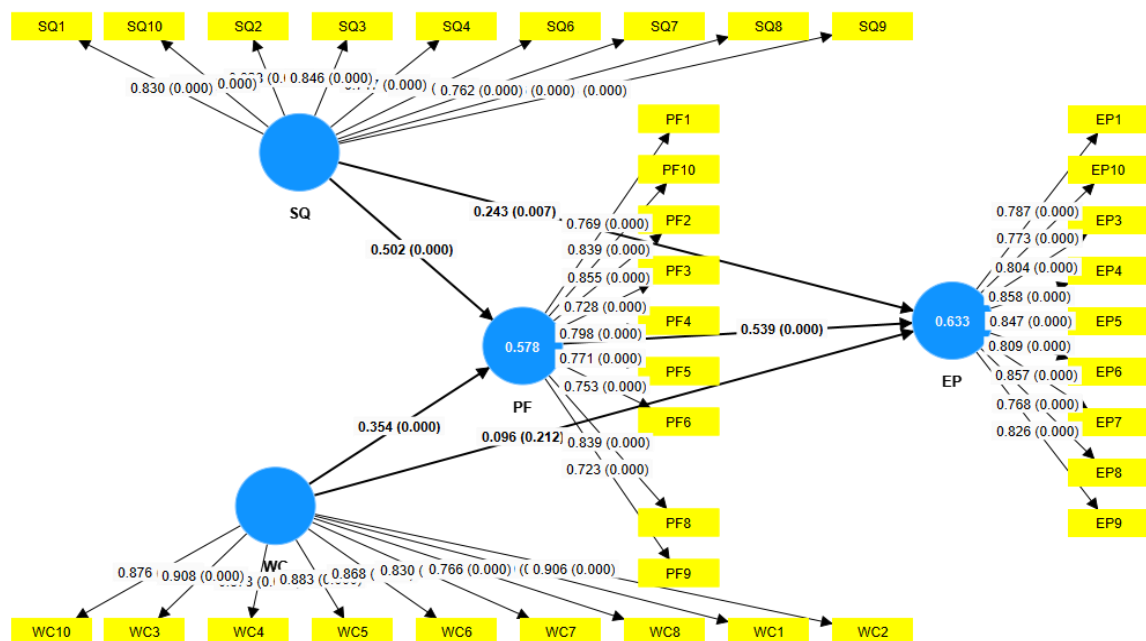 SQ1 SQ10 SQ2 SQ3 SQ4 SQ6 SQ7 SQ8 SQ9
0.830 (0.000) 0.846 (0.000) 0.762 (0.000) (0.000)
SQ
PF1
PF10
PF2
PF3
PF4
PF5
PF6
PF8
PF9
EP1
EP10
EP3
EP4
EP5
EP6
EP7
EP8
EP9
0.243 (0.007)
0.502 (0.000)
0.769 (0.000)
0.839 (0.000)
0.855 (0.000)
0.728 (0.000)
0.798 (0.000)
0.771 (0.000)
0.753 (0.000)
0.839 (0.000)
0.723 (0.000)
0.578
PF
0.539 (0.000)
0.787 (0.000)
0.773 (0.000)
0.804 (0.000)
0.858 (0.000)
0.847 (0.000)
0.809 (0.000)
0.857 (0.000)
0.768 (0.000)
0.826 (0.000)
0.633
EP
0.354 (0.000)
0.096 (0.212)
WC
0.876 0.908 (0.000) 0.883 0.868 0.830 0.766 (0.000) 0.906 (0.000)
WC10 WC3 WC4 WC5 WC6 WC7 WC8 WC1 WC2